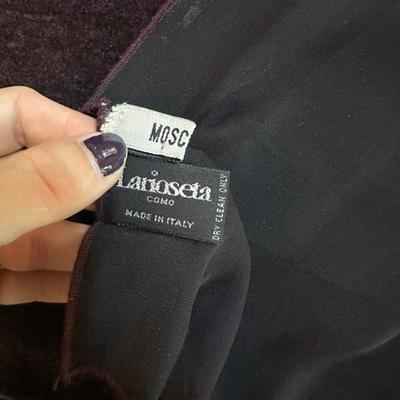 MOSC
Larioseta
COMO
MADE IN ITALY
DRY CLEAN ONLY